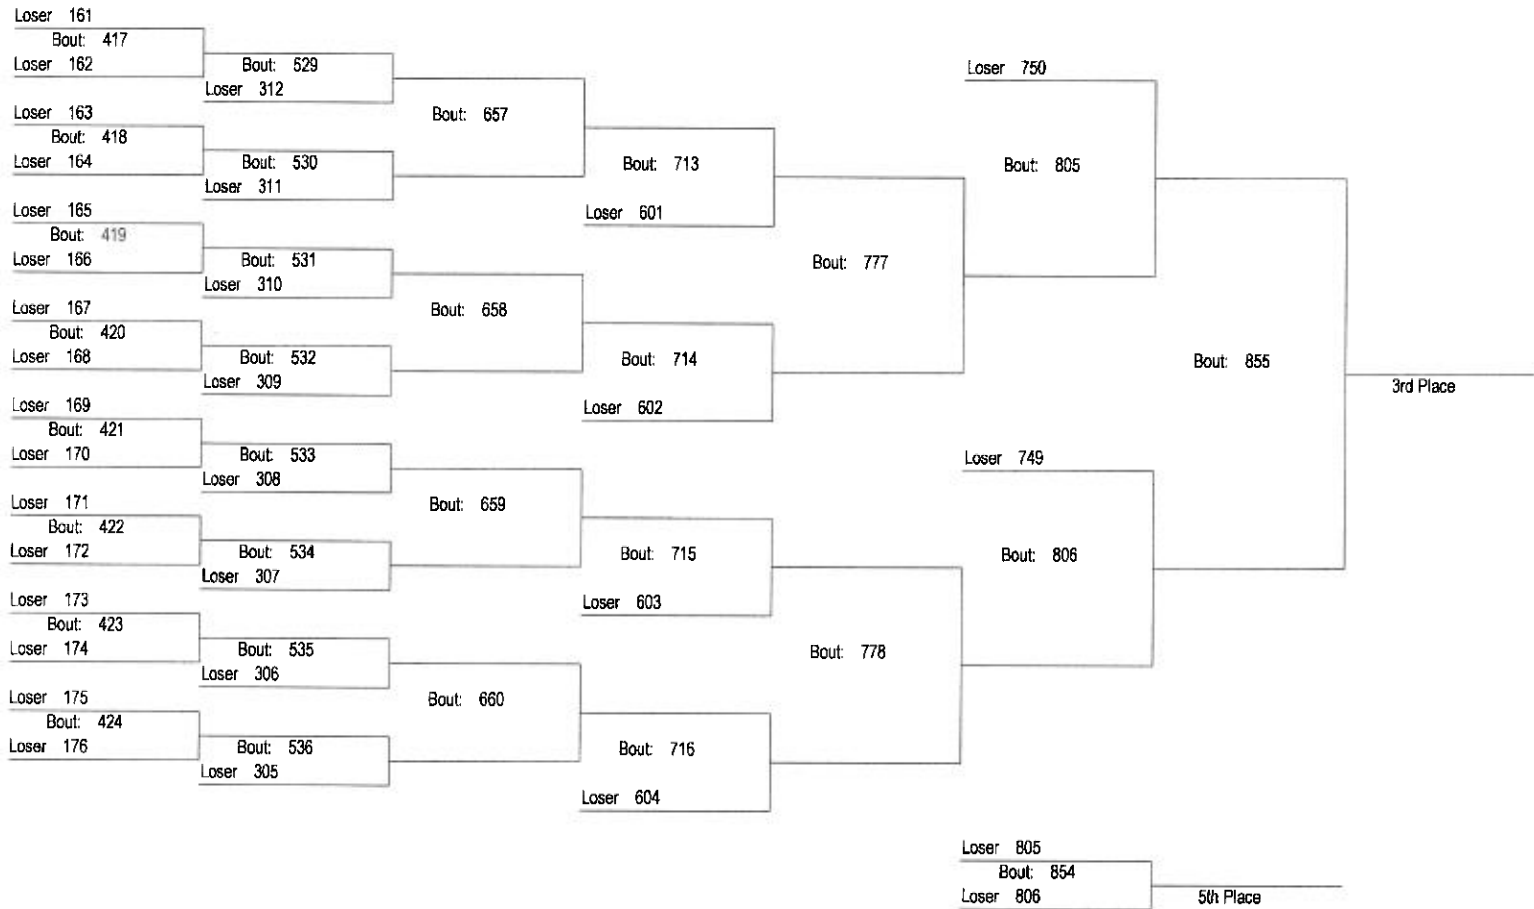 Loser 161
Bout: 417
Loser 162
Bout: 529
Loser 312
Loser 163
Bout: 418
Loser 164
Bout: 530
Loser 311
Loser 165
Bout: 419
Loser 166
Bout: 531
Loser 310
Loser 167
Bout: 420
Loser 168
Bout: 532
Loser 309
Loser 169
Bout: 421
Loser 170
Bout: 533
Loser 308
Loser 171
Bout: 422
Loser 172
Bout: 534
Loser 307
Loser 173
Bout: 423
Loser 174
Bout: 535
Loser 306
Loser 175
Bout: 424
Loser 176
Bout: 536
Loser 305
Bout: 657
Bout: 658
Bout: 659
Bout: 660
Bout: 713
Loser 601
Bout: 714
Loser 602
Bout: 715
Loser 603
Bout: 716
Loser 604
Bout: 777
Bout: 778
Loser 750
Bout: 805
Loser 749
Bout: 806
Bout: 855
3rd Place
Loser 805
Bout: 854
Loser 806
5th Place